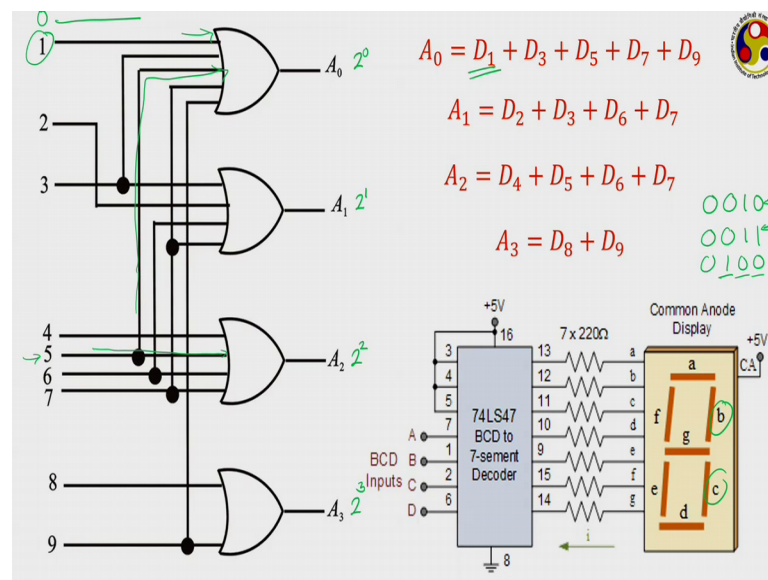 0
1
2
3
4
5
6
7
8
9
A₀ 2⁰
A₁ 2¹
A₂ 2²
A₃ 2³
A₀ = D₁ + D₃ + D₅ + D₇ + D₉
A₁ = D₂ + D₃ + D₆ + D₇
A₂ = D₄ + D₅ + D₆ + D₇
A₃ = D₈ + D₉
0010
0011
0100
+5V
16
3
4
5
7
1
2
6
A
B
C
D
BCD
Inputs
74LS47
BCD to
7-sement
Decoder
8
13
12
11
10
9
15
14
7 x 220Ω
a
b
c
d
e
f
g
i
Common Anode
Display
+5V
CA
a
f
b
g
e
c
d